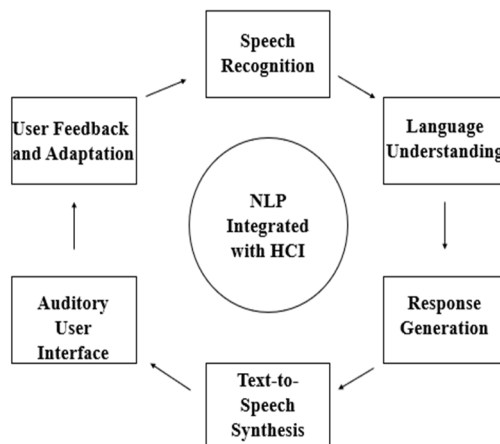 Speech
Recognition
User Feedback
and Adaptation
Language
Understanding
NLP
Integrated
with HCI
Auditory
User
Interface
Response
Generation
Text-to-
Speech
Synthesis